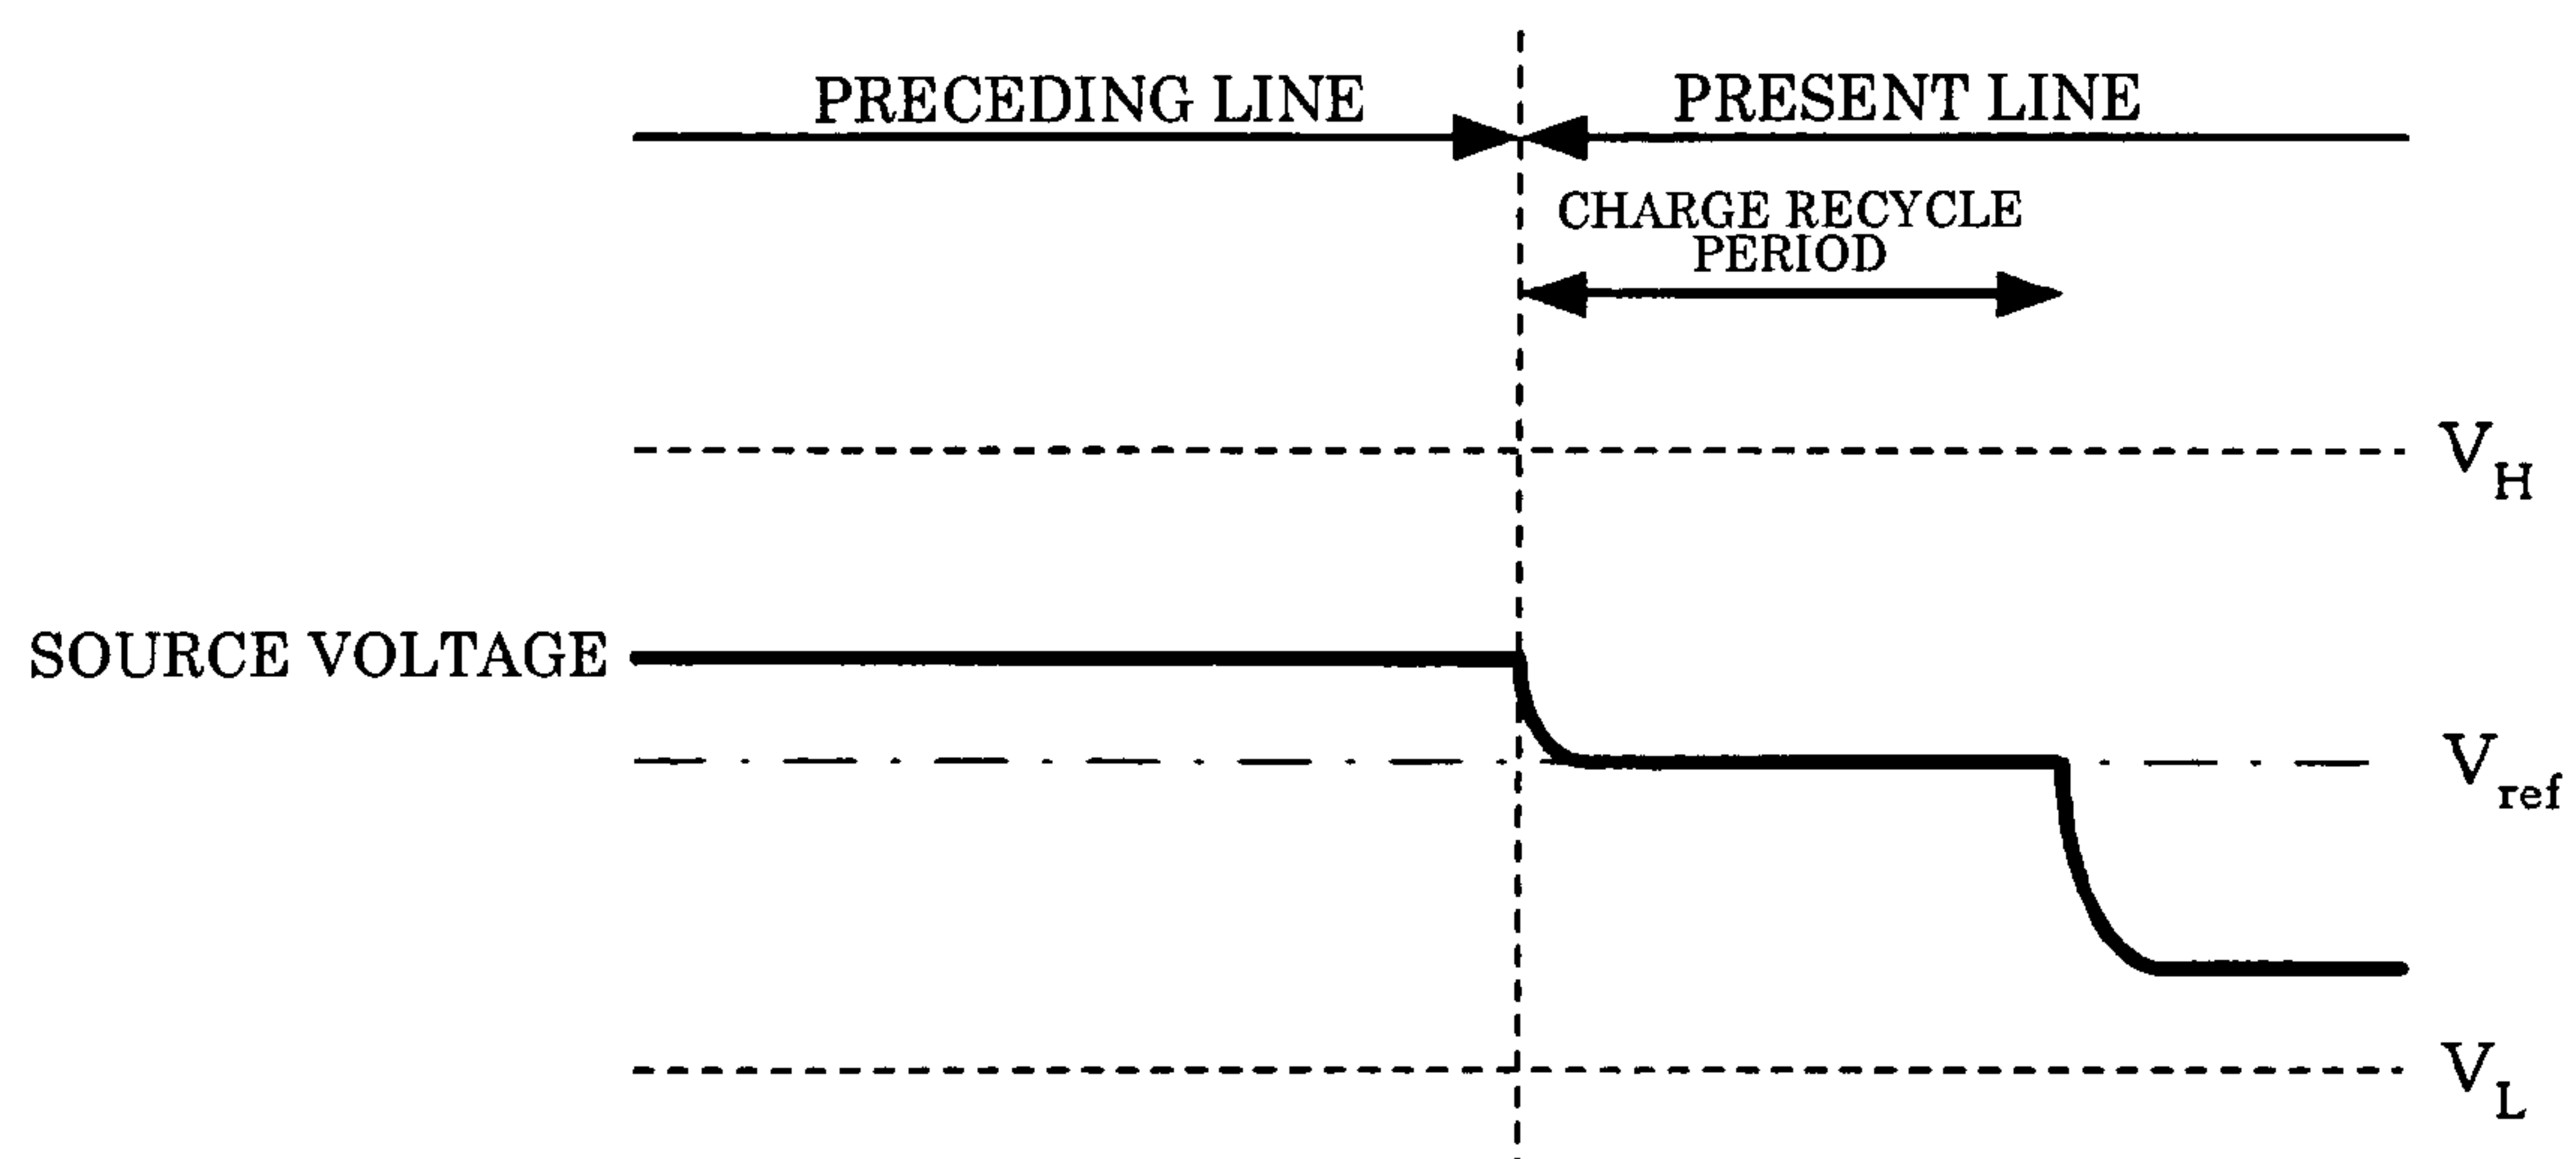 PRECEDING LINE
PRESENT LINE
CHARGE RECYCLE
PERIOD
V_H
SOURCE VOLTAGE
V_ref
V_L